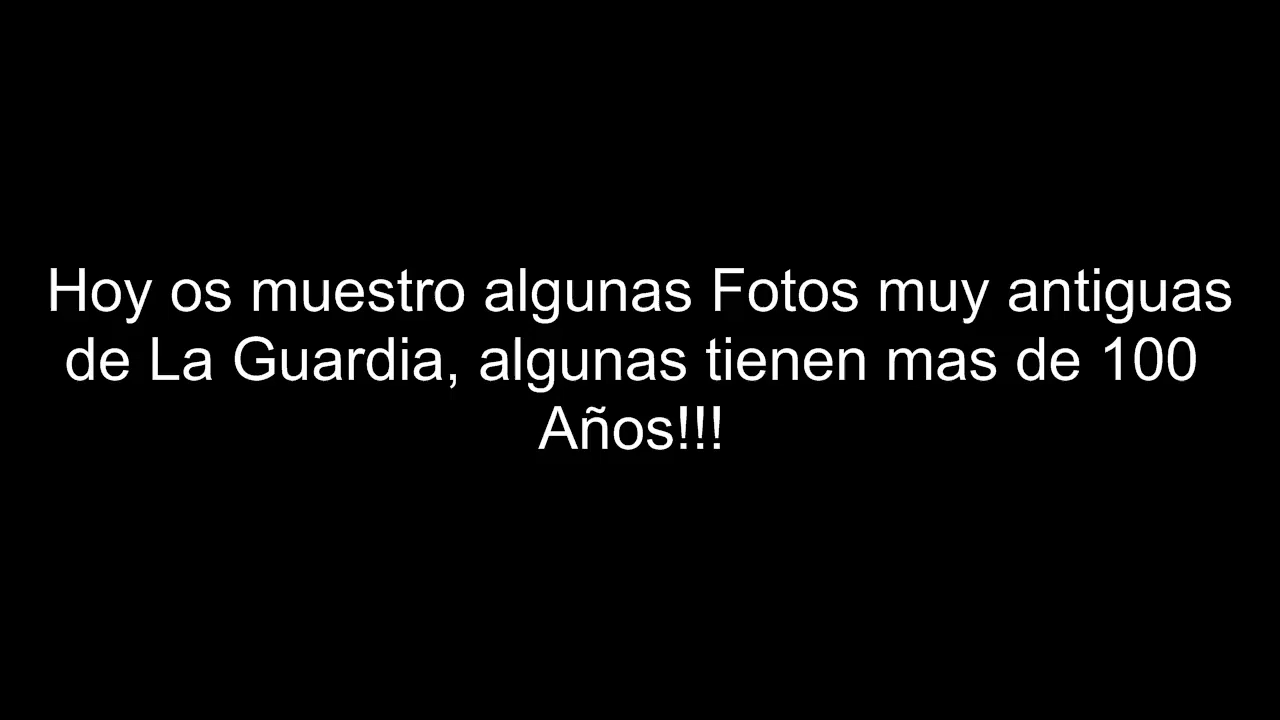 Hoy os muestro algunas Fotos muy antiguas
de La Guardia, algunas tienen mas de 100
Años!!!